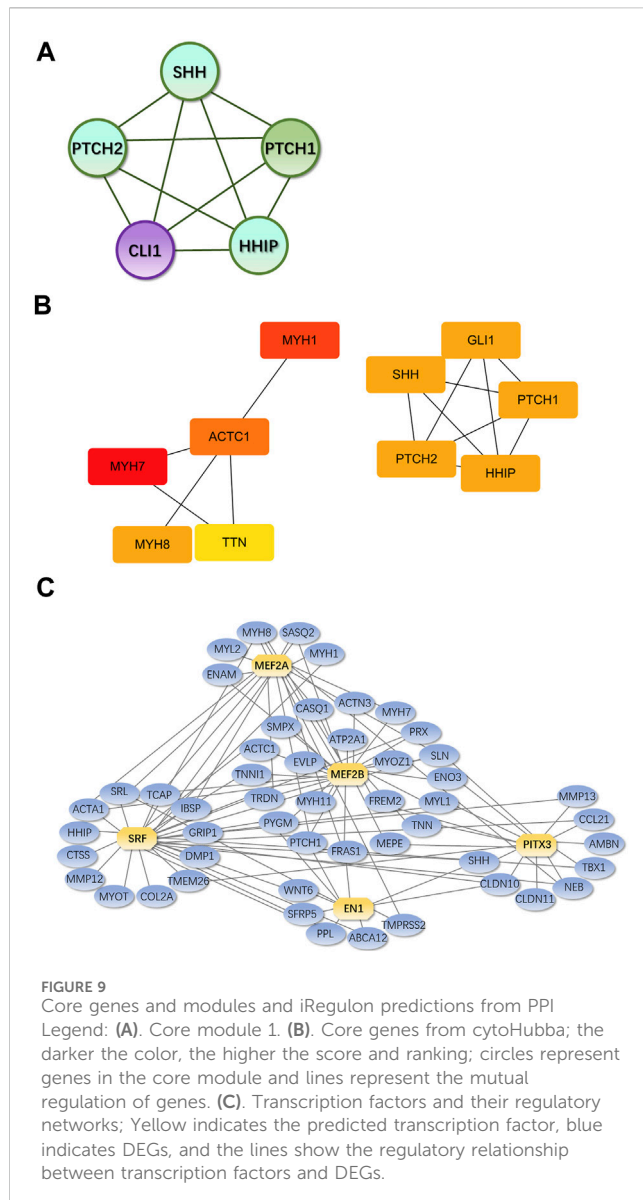 A
SHH
PTCH2
PTCH1
CLI1
HHIP
B
MYH1
GLI1
SHH
PTCH1
ACTC1
MYH7
PTCH2
HHIP
MYH8
TTN
C
MYH8
SASQ2
MYL2
MYH1
MEF2A
ENAM
CASQ1
ACTN3
MYH7
SMPX
ATP2A1
PRX
ACTC1
SLN
EVLP
MYOZ1
MEF2B
TNNI1
ENO3
SRL
TCAP
TRDN
MYH11
FREM2
MYL1
MMP13
ACTA1
IBSP
CCL21
HHIP
SRF
GRIP1
PYGM
TNN
PTCH1
MEPE
PITX3
AMBN
CTSS
DMP1
FRAS1
SHH
TBX1
MMP12
TMEM26
CLDN10
NEB
MYOT
COL2A
WNT6
CLDN11
SFRP5
EN1
PPL
ABCA12
TMPRSS2
FIGURE 9
Core genes and modules and iRegulon predictions from PPI
Legend: (A). Core module 1. (B). Core genes from cytoHubba; the
darker the color, the higher the score and ranking; circles represent
genes in the core module and lines represent the mutual
regulation of genes. (C). Transcription factors and their regulatory
networks; Yellow indicates the predicted transcription factor, blue
indicates DEGs, and the lines show the regulatory relationship
between transcription factors and DEGs.